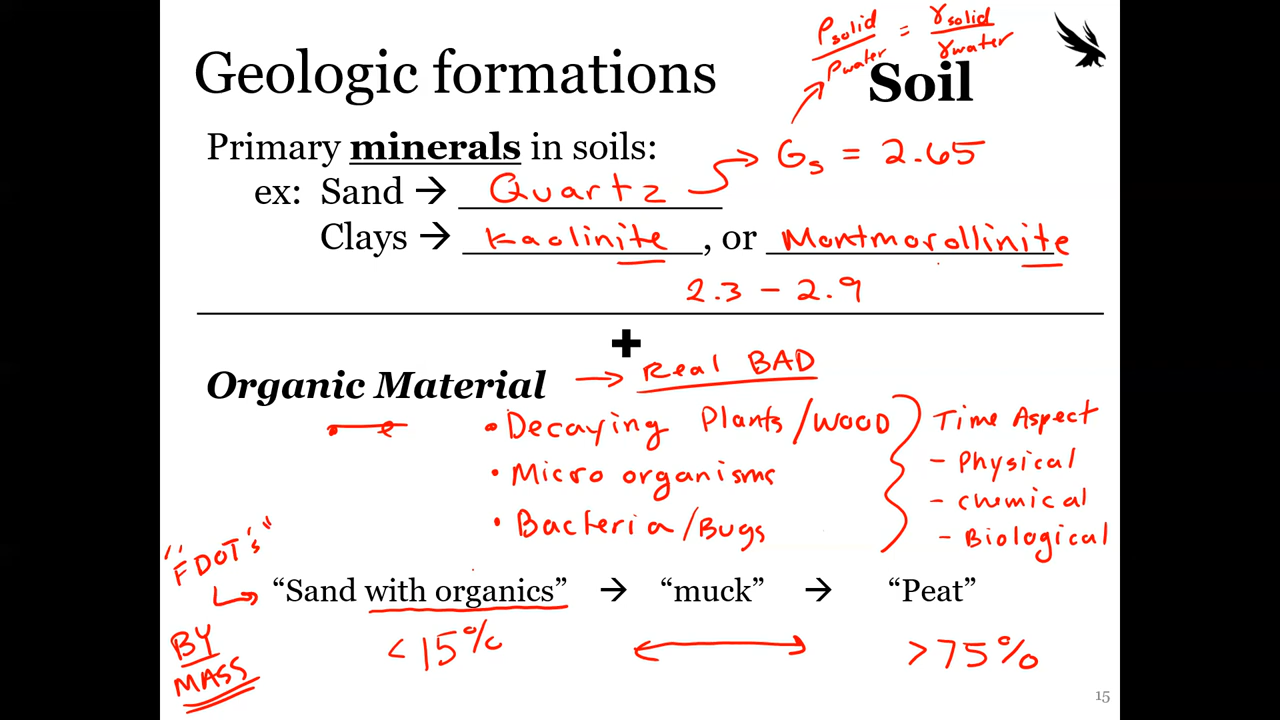 ρsolid/ρwater = γsolid/γwater
Geologic formations
Soil
Primary minerals in soils:
Gs = 2.65
ex: Sand → Quartz
Clays → Kaolinite, or Montmorollinite
2.3 - 2.9
+
Organic Material → Real BAD
• Decaying Plants/WOOD
• Micro organisms
• Bacteria/Bugs
Time Aspect
- Physical
- chemical
- Biological
"FDOT's"
"Sand with organics" → "muck" → "Peat"
BY MASS
< 15%
> 75%
15